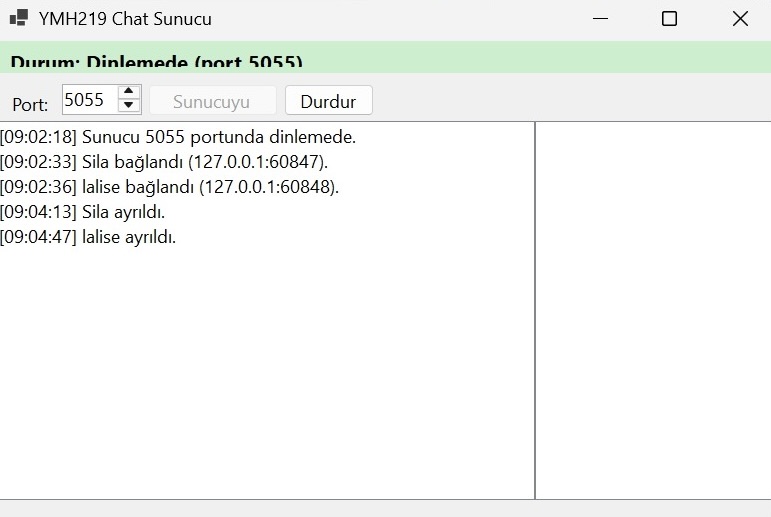 YMH219 Chat Sunucu
Durum: Dinlemede (port 5055)
Port: 5055 Sunucuyu Durdur
[09:02:18] Sunucu 5055 portunda dinlemede.
[09:02:33] Sila bağlandı (127.0.0.1:60847).
[09:02:36] lalise bağlandı (127.0.0.1:60848).
[09:04:13] Sila ayrıldı.
[09:04:47] lalise ayrıldı.